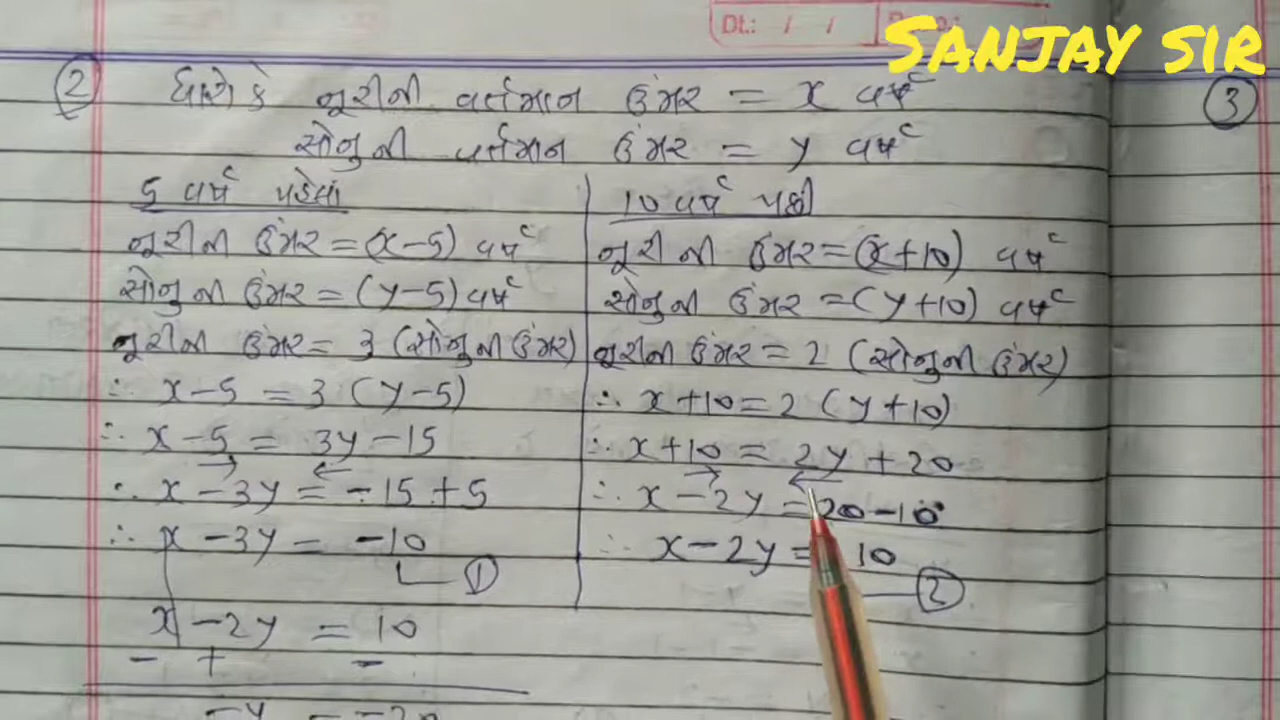 Dt.: / /
SANJAY SIR
② ધારો કે નૂરીની વર્તમાન ઉંમર = x વર્ષ
③
સોનુની વર્તમાન ઉંમર = y વર્ષ
5 વર્ષ પહેલાં
નૂરીની ઉંમર = (x-5) વર્ષ
સોનુની ઉંમર = (y-5) વર્ષ
નૂરીની ઉંમર = 3 (સોનુની ઉંમર)
∴ x-5 = 3 (y-5)
∴ x-5 = 3y-15
∴ x-3y = -15+5
∴ x-3y = -10
①
x-2y = 10
- + -
-y = -20
10 વર્ષ પછી
નૂરીની ઉંમર = (x+10) વર્ષ
સોનુની ઉંમર = (y+10) વર્ષ
નૂરીની ઉંમર = 2 (સોનુની ઉંમર)
∴ x+10 = 2 (y+10)
∴ x+10 = 2y+20
∴ x-2y = 20-10
∴ x-2y = 10
②